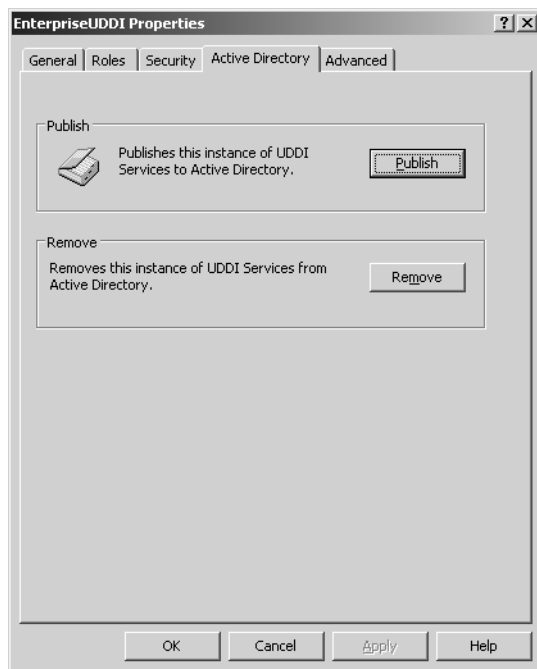 EnterpriseUDDI Properties
General Roles Security Active Directory Advanced
Publish
Publishes this instance of UDDI
Services to Active Directory.
Publish
Remove
Removes this instance of UDDI Services from
Active Directory.
Remove
OK Cancel Apply Help